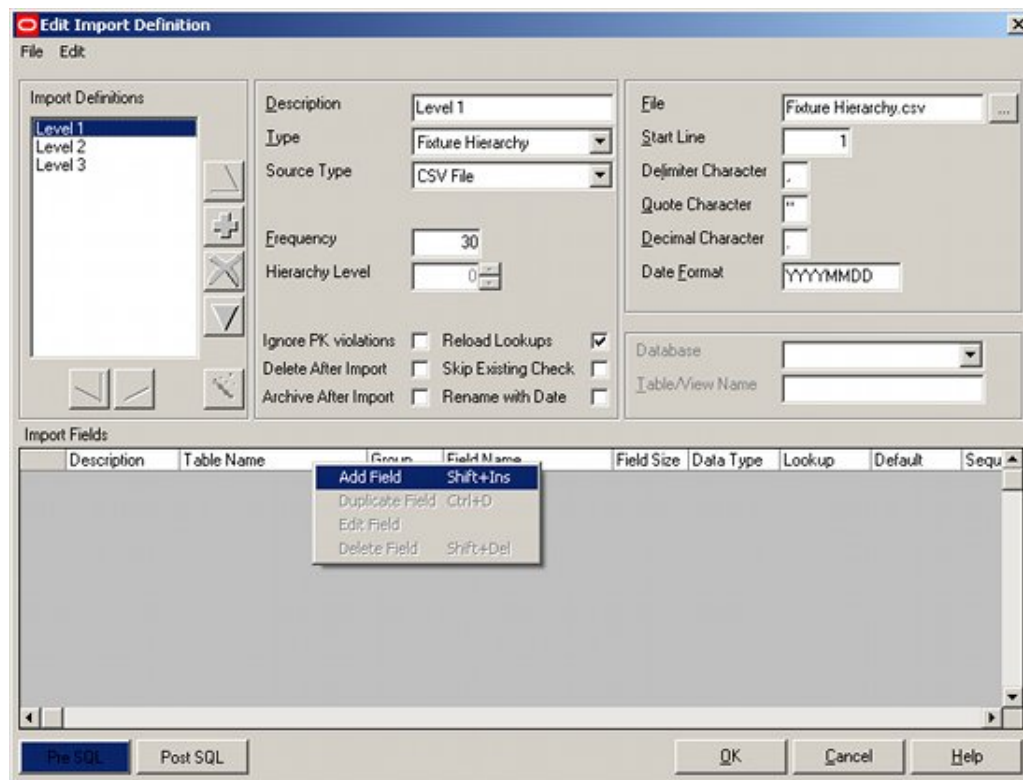 Edit Import Definition
File Edit
Import Definitions
Level 1
Level 2
Level 3
Description Level 1
Type Fixture Hierarchy
Source Type CSV File
Frequency 30
Hierarchy Level 0
Ignore PK violations Reload Lookups
Delete After Import Skip Existing Check
Archive After Import Rename with Date
File Fixture Hierarchy.csv ...
Start Line 1
Delimiter Character ,
Quote Character "
Decimal Character .
Date Format YYYYMMDD
Database
Table/View Name
Import Fields
Description Table Name Group Field Name Field Size Data Type Lookup Default Sequ
Add Field Shift+Ins
Duplicate Field Ctrl+D
Edit Field
Delete Field Shift+Del
Pre SQL Post SQL OK Cancel Help